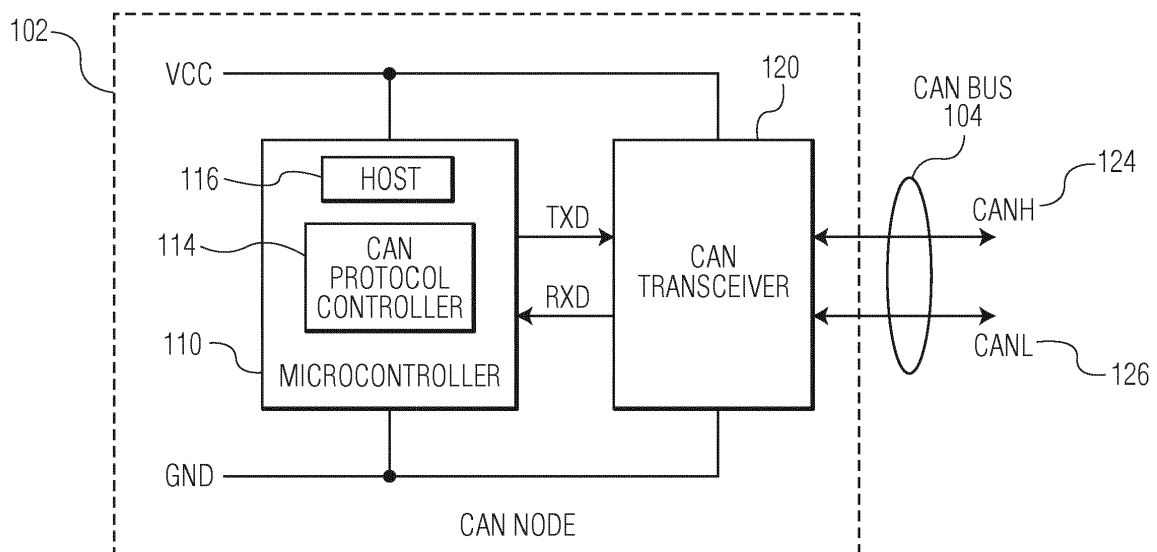 102
VCC
120
CAN BUS
104
124
116
HOST
TXD
CANH
114
CAN
PROTOCOL
CONTROLLER
CAN
TRANSCEIVER
RXD
110
MICROCONTROLLER
CANL
126
GND
CAN NODE